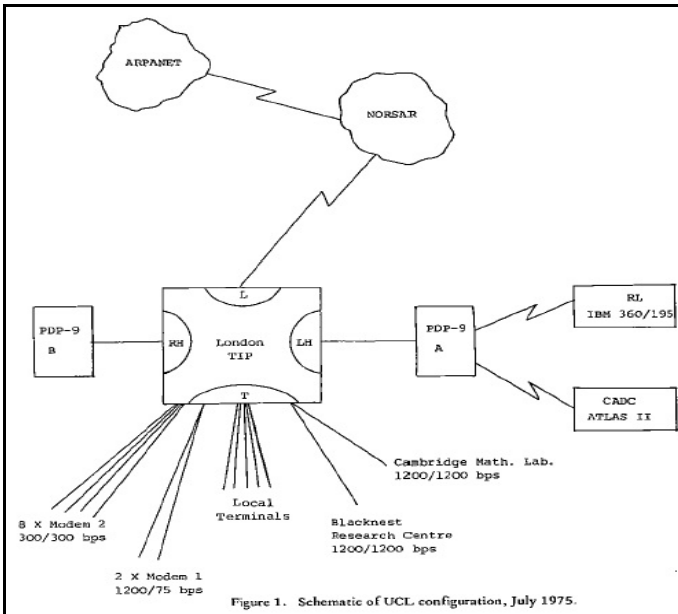 ARPANET
NORSAR
L
RL
IBM 360/195
PDP-9
B
RH
London
TIP
LH
PDP-9
A
T
CADC
ATLAS II
Cambridge Math. Lab.
1200/1200 bps
Local
Terminals
8 X Modem 2
300/300 bps
Blacknest
Research Centre
1200/1200 bps
2 X Modem 1
1200/75 bps
Figure 1. Schematic of UCL configuration, July 1975.